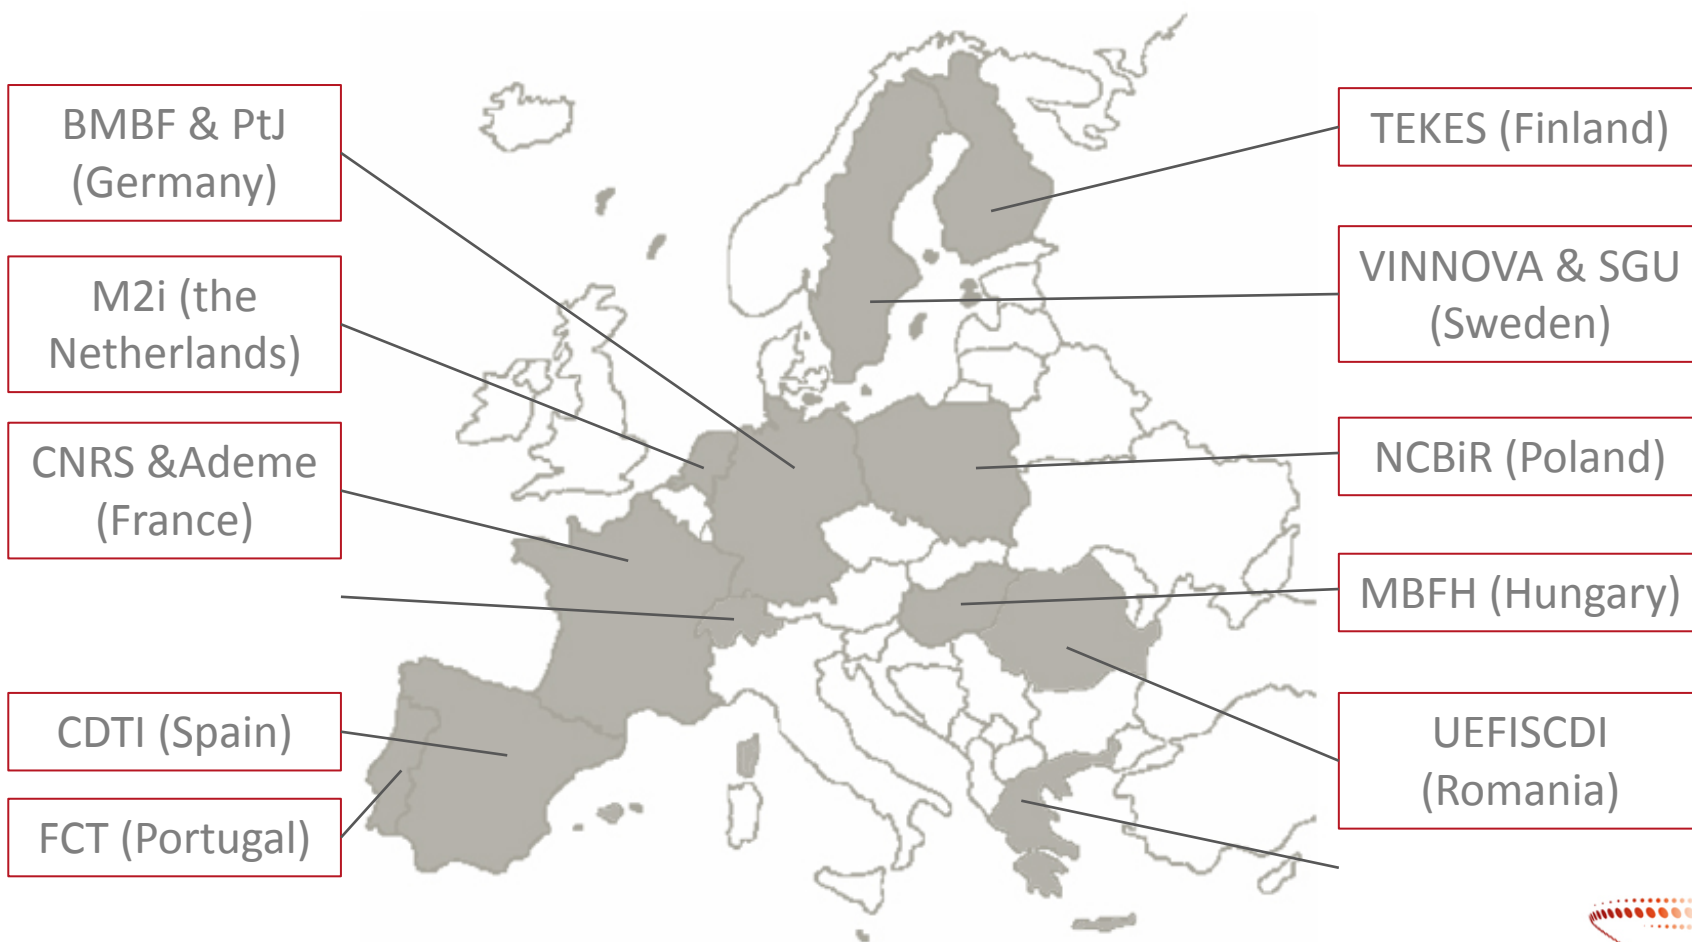 BMBF & PtJ
(Germany)
M2i (the
Netherlands)
CNRS &Ademe
(France)
CDTI (Spain)
FCT (Portugal)
TEKES (Finland)
VINNOVA & SGU
(Sweden)
NCBiR (Poland)
MBFH (Hungary)
UEFISCDI
(Romania)